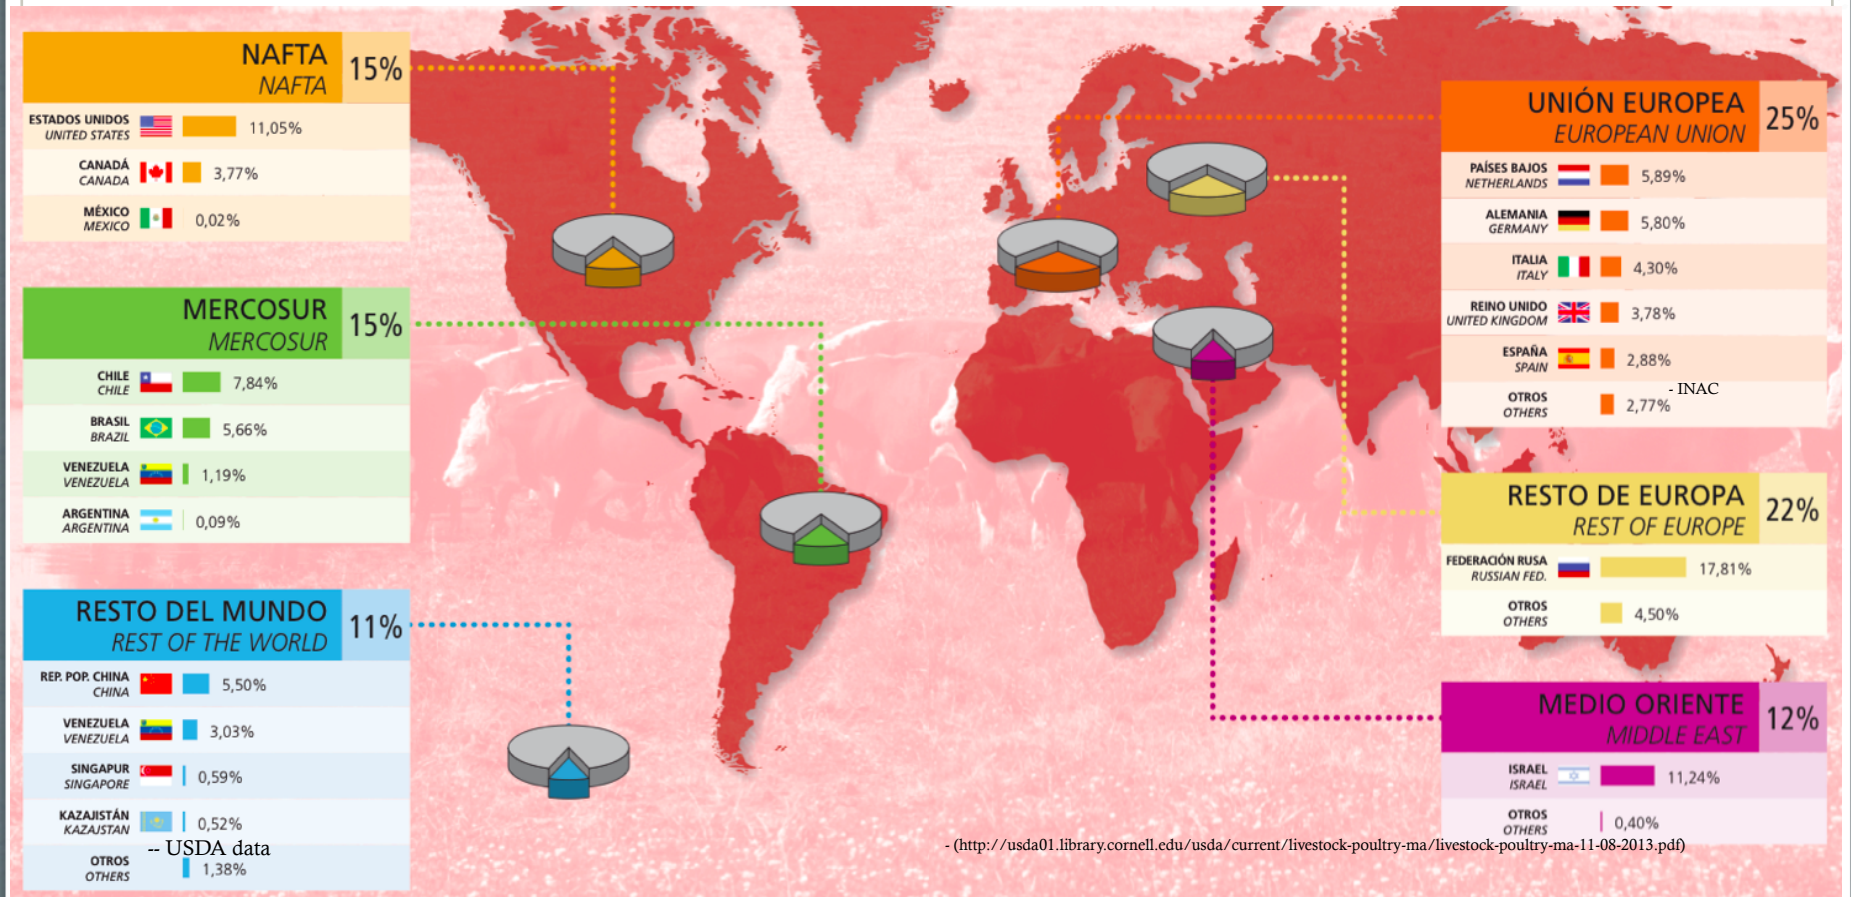 NAFTA
NAFTA
15%
ESTADOS UNIDOS
UNITED STATES
11,05%
CANADÁ
CANADA
3,77%
MÉXICO
MEXICO
0,02%
MERCOSUR
MERCOSUR
15%
CHILE
CHILE
7,84%
BRASIL
BRAZIL
5,66%
VENEZUELA
VENEZUELA
1,19%
ARGENTINA
ARGENTINA
0,09%
RESTO DEL MUNDO
REST OF THE WORLD
11%
REP. POP. CHINA
CHINA
5,50%
VENEZUELA
VENEZUELA
3,03%
SINGAPUR
SINGAPORE
0,59%
KAZAJISTÁN
KAZAJSTAN
0,52%
-- USDA data
OTROS
OTHERS
1,38%
UNIÓN EUROPEA
EUROPEAN UNION
25%
PAÍSES BAJOS
NETHERLANDS
5,89%
ALEMANIA
GERMANY
5,80%
ITALIA
ITALY
4,30%
REINO UNIDO
UNITED KINGDOM
3,78%
ESPAÑA
SPAIN
2,88%
- INAC
OTROS
OTHERS
2,77%
RESTO DE EUROPA
REST OF EUROPE
22%
FEDERACIÓN RUSA
RUSSIAN FED.
17,81%
OTROS
OTHERS
4,50%
MEDIO ORIENTE
MIDDLE EAST
12%
ISRAEL
ISRAEL
11,24%
OTROS
OTHERS
0,40%
- (http://usda01.library.cornell.edu/usda/current/livestock-poultry-ma/livestock-poultry-ma-11-08-2013.pdf)